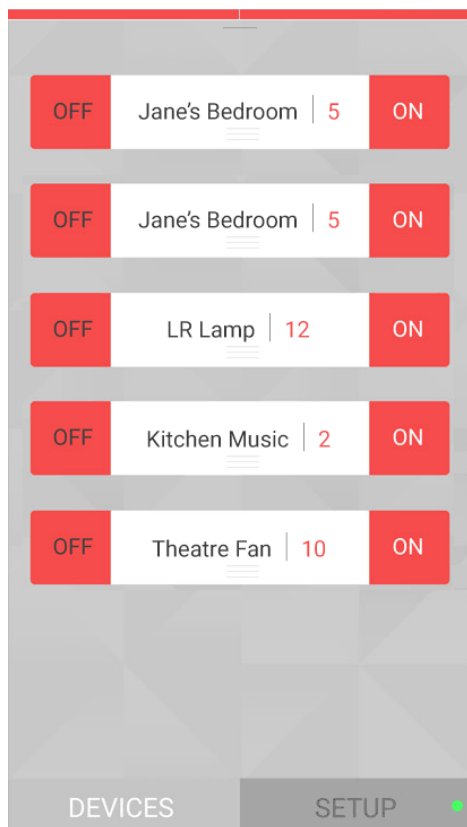 OFF Jane's Bedroom 5 ON
OFF Jane's Bedroom 5 ON
OFF LR Lamp 12 ON
OFF Kitchen Music 2 ON
OFF Theatre Fan 10 ON
DEVICES SETUP